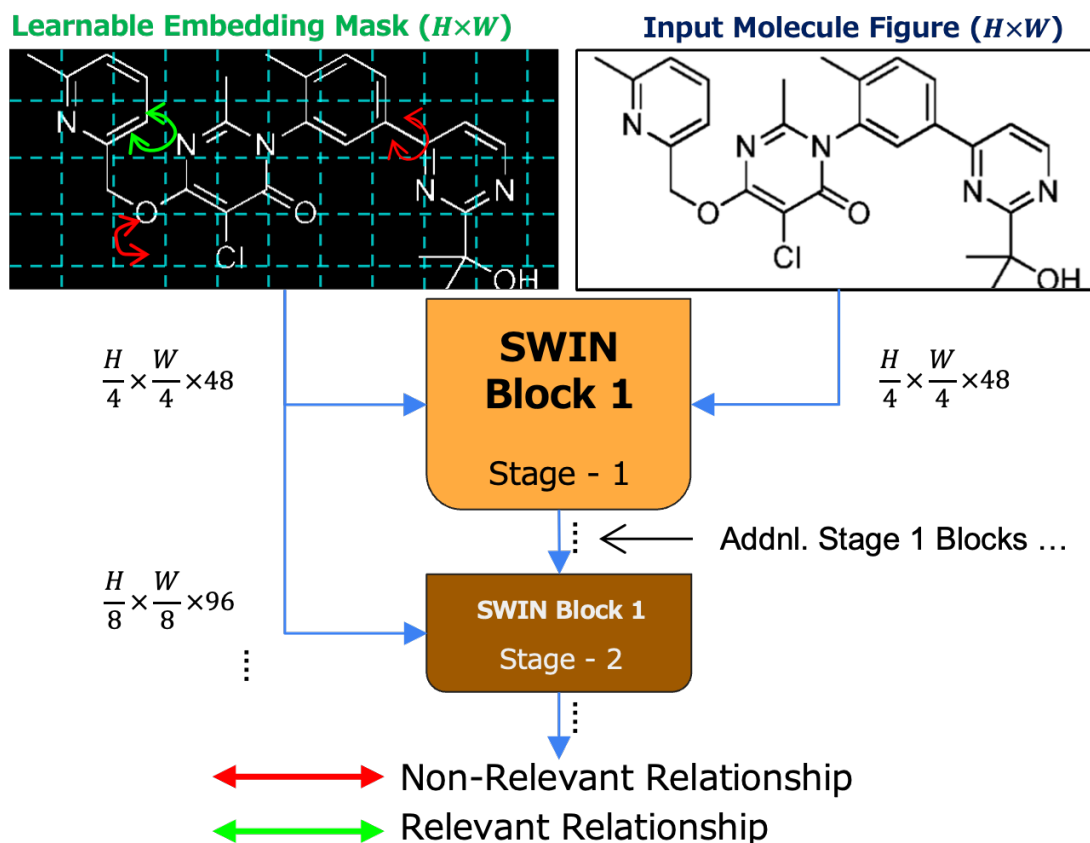 Learnable Embedding Mask (H×W)
Input Molecule Figure (H×W)
N
N
N
O
O
Cl
N
N
OH
N
N
N
O
O
Cl
N
N
OH
H/4 × W/4 ×48
SWIN
Block 1
Stage - 1
H/4 × W/4 ×48
Addnl. Stage 1 Blocks ...
H/8 × W/8 ×96
SWIN Block 1
Stage - 2
Non-Relevant Relationship
Relevant Relationship